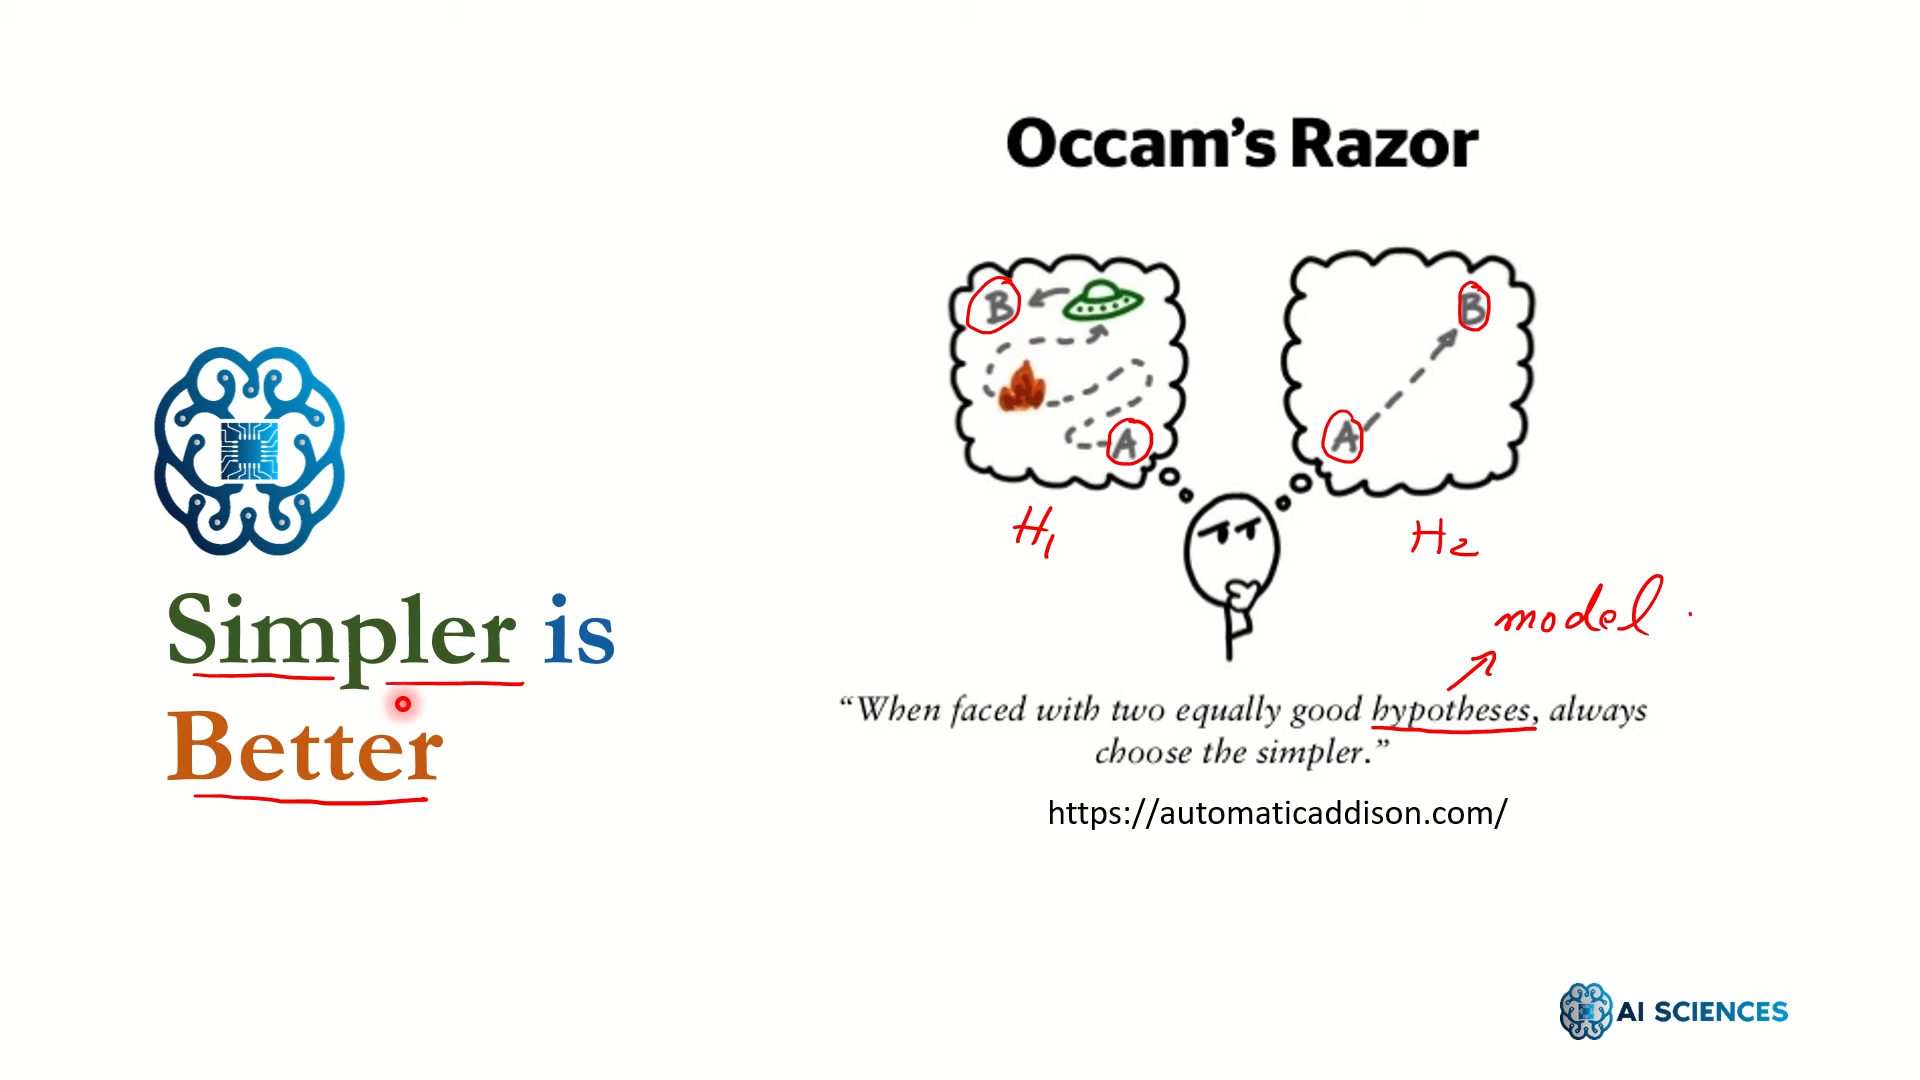 Simpler is
Better
Occam’s Razor
B
A
B
A
H1
H2
model
“When faced with two equally good hypotheses, always
choose the simpler.”
https://automaticaddison.com/
AI SCIENCES